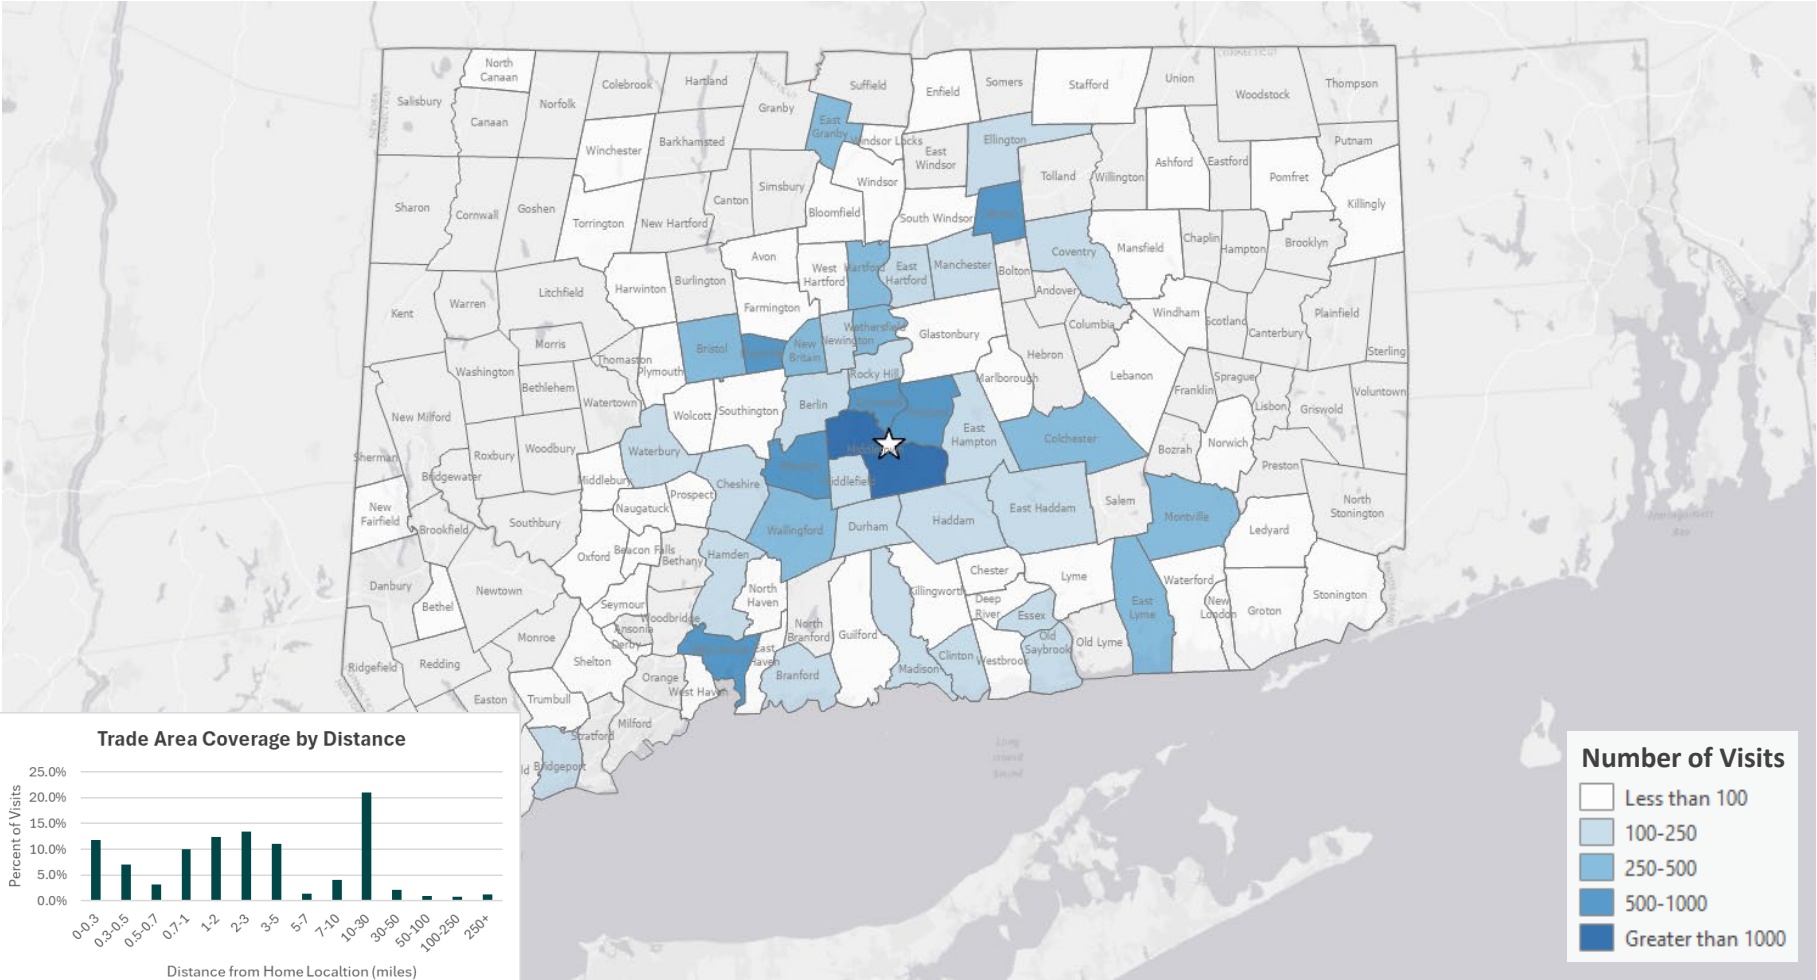 North
Canaan
Salisbury
Canaan
Norfolk
Colebrook
Hartland
Granby
Suffield
Enfield
Somers
Stafford
Union
Woodstock
Thompson
CONNECTICUT
East
Granby
Windsor Locks
East
Windsor
Ellington
Putnam
Winchester
Barkhamsted
Simsbury
Windsor
Tolland
Willington
Ashford
Eastford
Pomfret
Killingly
Sharon
Cornwall
Goshen
Torrington
New Hartford
Canton
Bloomfield
South Windsor
Coventry
Mansfield
Chaplin
Hampton
Brooklyn
Avon
West
Hartford
Hartford
East
Hartford
Manchester
Bolton
Andover
Kent
Warren
Litchfield
Harwinton
Burlington
Farmington
Glastonbury
Columbia
Windham
Scotland
Canterbury
Plainfield
Sterling
Morris
Thomaston
Plymouth
Bristol
New
Britain
Newington
Wethersfield
Rocky Hill
Hebron
Marlborough
Lebanon
Franklin
Sprague
Lisbon
Griswold
Voluntown
Washington
Bethlehem
Watertown
New Milford
Wolcott
Southington
Berlin
East
Hampton
Colchester
Bozrah
Norwich
Preston
North
Stonington
Sherman
Bridgewater
Roxbury
Woodbury
Waterbury
Middlebury
Cheshire
Prospect
Naugatuck
Middlefield
Wallingford
Durham
Haddam
East Haddam
Salem
Montville
Ledyard
New
Fairfield
Brookfield
Southbury
Oxford
Beacon Falls
Bethany
Hamden
North
Haven
Danbury
Bethel
Newtown
Seymour
Woodbridge
Ansonia
Derby
Monroe
Shelton
Ridgefield
Redding
Easton
Trumbull
Orange
West Haven
Milford
Stratford
Bridgeport
ld
East
Haven
North
Branford
Branford
Guilford
Madison
Killingworth
Clinton
Chester
Deep
River
Essex
Westbrook
Old
Saybrook
Lyme
Old Lyme
East
Lyme
Waterford
New
London
Groton
Stonington
Long
Island
Sound
Trade Area Coverage by Distance
Percent of Visits
25.0%
20.0%
15.0%
10.0%
5.0%
0.0%
0-0.3
0.3-0.5
0.5-0.7
0.7-1
1-2
2-3
3-5
5-7
7-10
10-30
30-50
50-100
100-250
250+
Distance from Home Localtion (miles)
Number of Visits
Less than 100
100-250
250-500
500-1000
Greater than 1000